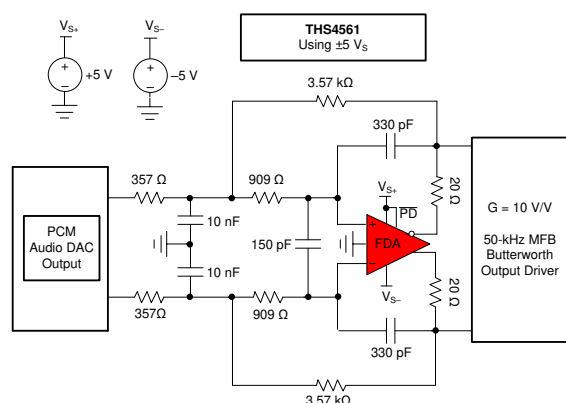 THS4561
Using ±5 VS
VS+
VS−
+5 V
−5 V
3.57 kΩ
330 pF
357 Ω
909 Ω
20 Ω
VS+
PD
PCM
Audio DAC
Output
10 nF
150 pF
+
FDA
−
G = 10 V/V
50-kHz MFB
Butterworth
Output Driver
10 nF
20 Ω
VS−
357Ω
909 Ω
330 pF
3.57 kΩ